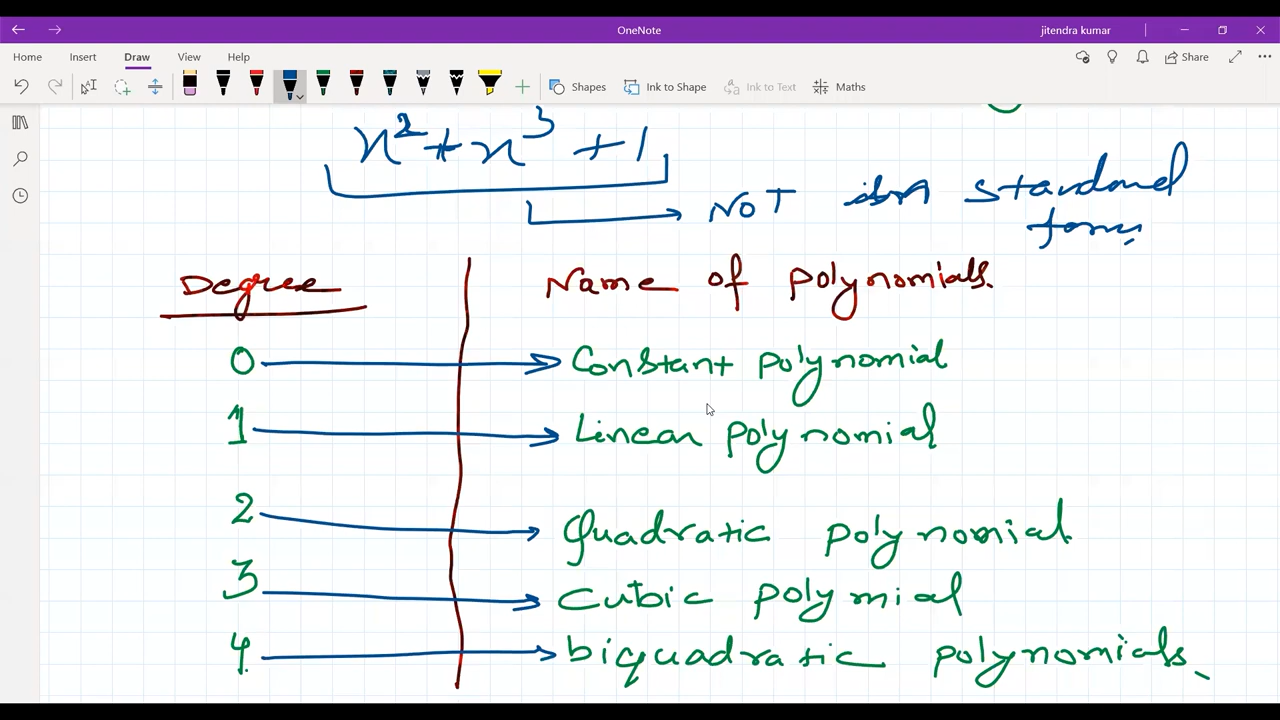 OneNote
jitendra kumar
Home Insert Draw View Help
Share
Shapes Ink to Shape Ink to Text Maths
x² + x³ + 1
NOT standard
form
Degree Name of polynomials.
0 Constant polynomial
1 Linear polynomial
2 Quadratic polynomial
3 Cubic polymial
4 biquadratic polynomials